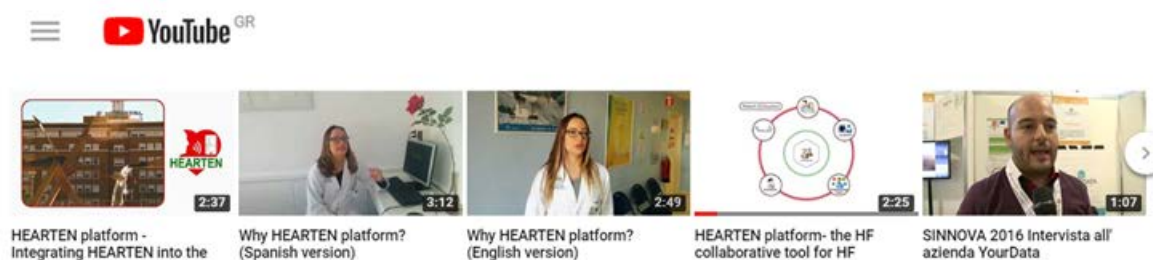 YouTube GR
HEARTEN
2:37
3:12
2:49
2:25
1:07
HEARTEN platform -
Integrating HEARTEN into the
Why HEARTEN platform?
(Spanish version)
Why HEARTEN platform?
(English version)
HEARTEN platform- the HF
collaborative tool for HF
SINNOVA 2016 Intervista all'
azienda YourData